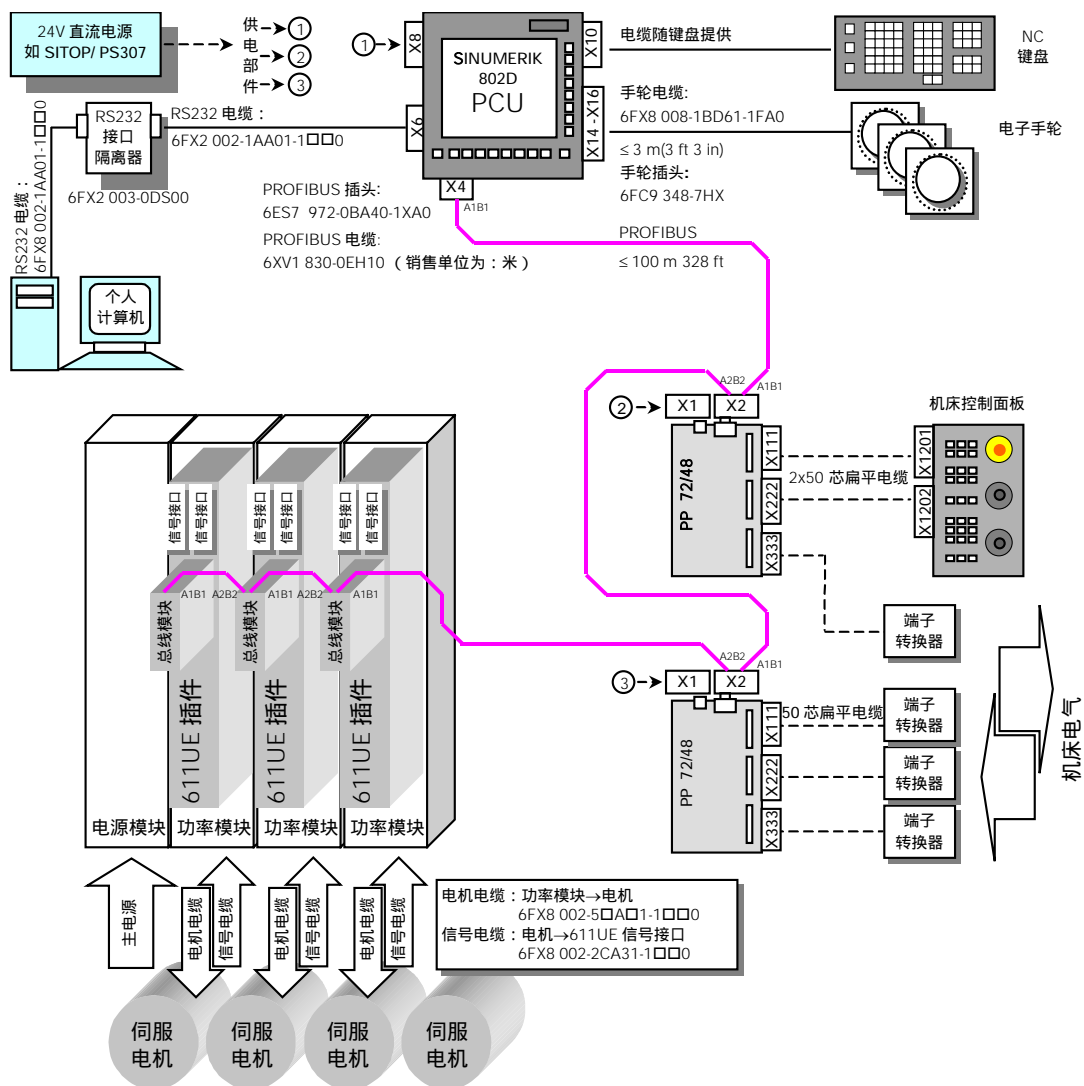 24V 直流电源
如 SITOP/ PS307
供
电
部
件
①
②
③
①
X8
X10
X6
X14 -X16
X4
SINUMERIK
802D
PCU
电缆随键盘提供
NC
键盘
手轮电缆:
6FX8 008-1BD61-1FA0
≤ 3 m(3 ft 3 in)
手轮插头:
6FC9 348-7HX
电子手轮
RS232
接口
隔离器
6FX2 003-0DS00
RS232 电缆：
6FX2 002-1AA01-1□□0
RS232 电缆：
6FX8 002-1AA01-1□□0
个人
计算机
PROFIBUS 插头:
6ES7 972-0BA40-1XA0
PROFIBUS 电缆:
6XV1 830-0EH10 （销售单位为：米）
A1B1
PROFIBUS
≤ 100 m 328 ft
A2B2
A1B1
②
X1
X2
PP 72/48
X111
X222
X333
2x50 芯扁平电缆
X1201
X1202
机床控制面板
端子
转换器
A2B2
A1B1
③
X1
X2
PP 72/48
X111
X222
X333
50 芯扁平电缆
端子
转换器
端子
转换器
端子
转换器
机床电气
信号接口
信号接口
信号接口
信号接口
信号接口
信号接口
总线模块
A1B1
A2B2
总线模块
A1B1
A2B2
总线模块
A1B1
611UE 插件
611UE 插件
611UE 插件
电源模块
功率模块
功率模块
功率模块
主电源
电机电缆
信号电缆
电机电缆
信号电缆
电机电缆
信号电缆
电机电缆：功率模块→电机
6FX8 002-5□A□1-1□□0
信号电缆：电机→611UE 信号接口
6FX8 002-2CA31-1□□0
伺服
电机
伺服
电机
伺服
电机
伺服
电机